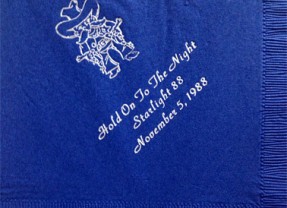 Hold On To The Night
Starlight 88
November 5, 1988